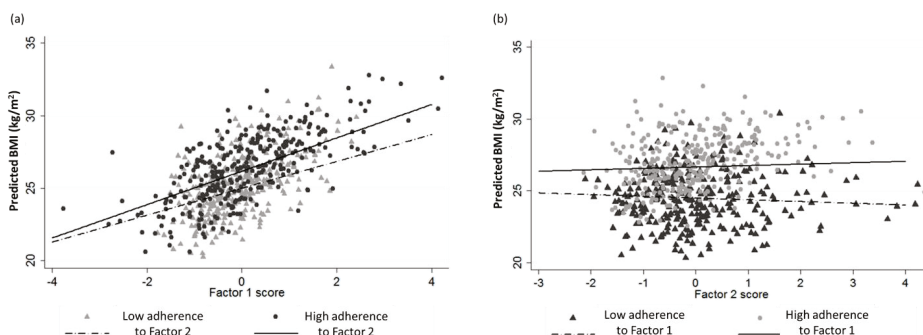 (a)
Predicted BMI (kg/m²)
35
30
25
20
-4
-2
0
2
4
Factor 1 score
Low adherence
to Factor 2
High adherence
to Factor 2
(b)
Predicted BMI (kg/m²)
35
30
25
20
-3
-2
-1
0
1
2
3
4
Factor 2 score
Low adherence
to Factor 1
High adherence
to Factor 1